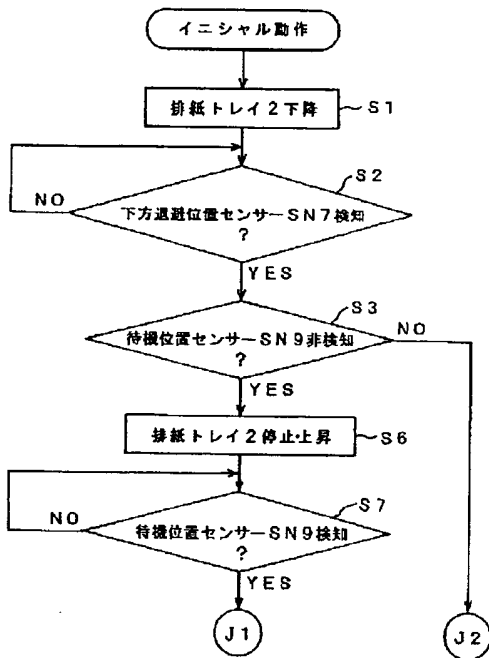 イニシャル動作
排紙トレイ2下降
S1
S2
NO
下方退避位置センサーSN7検知
?
YES
S3
NO
待機位置センサーSN9非検知
?
YES
排紙トレイ2停止・上昇
S6
S7
NO
待機位置センサーSN9検知
?
YES
J1
J2